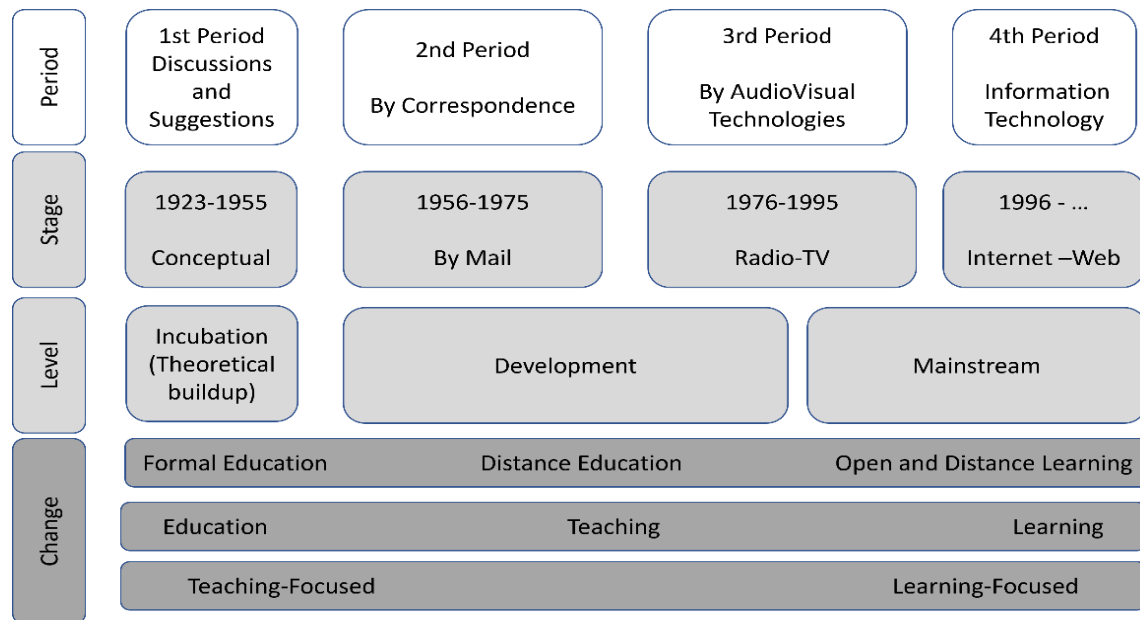 Period
1st Period
Discussions
and
Suggestions
2nd Period
By Correspondence
3rd Period
By AudioVisual
Technologies
4th Period
Information
Technology
Stage
1923-1955
Conceptual
1956-1975
By Mail
1976-1995
Radio-TV
1996 - ...
Internet –Web
Level
Incubation
(Theoretical
buildup)
Development
Mainstream
Change
Formal Education
Distance Education
Open and Distance Learning
Education
Teaching
Learning
Teaching-Focused
Learning-Focused